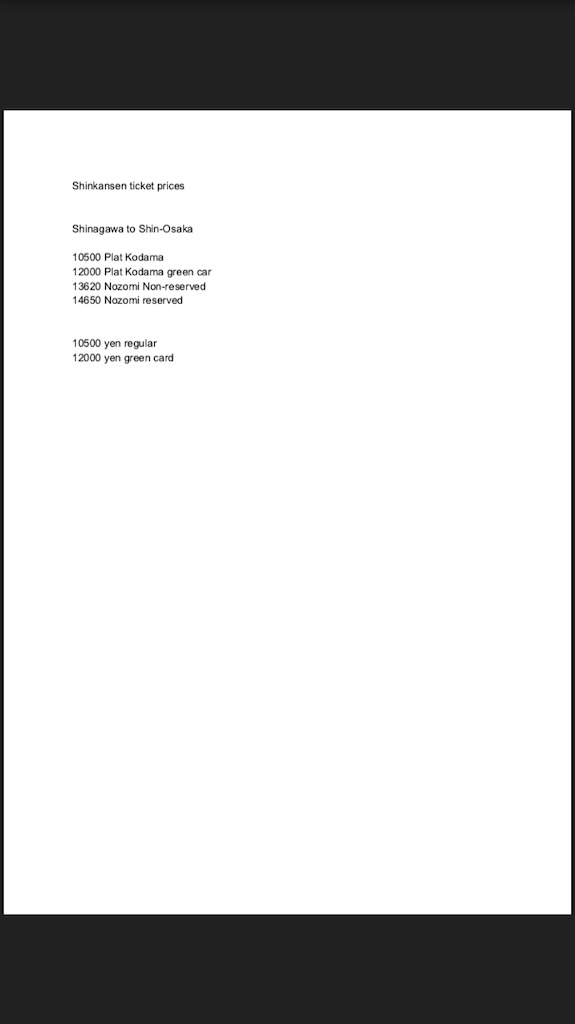 Shinkansen ticket prices
Shinagawa to Shin-Osaka
10500 Plat Kodama
12000 Plat Kodama green car
13620 Nozomi Non-reserved
14650 Nozomi reserved
10500 yen regular
12000 yen green card